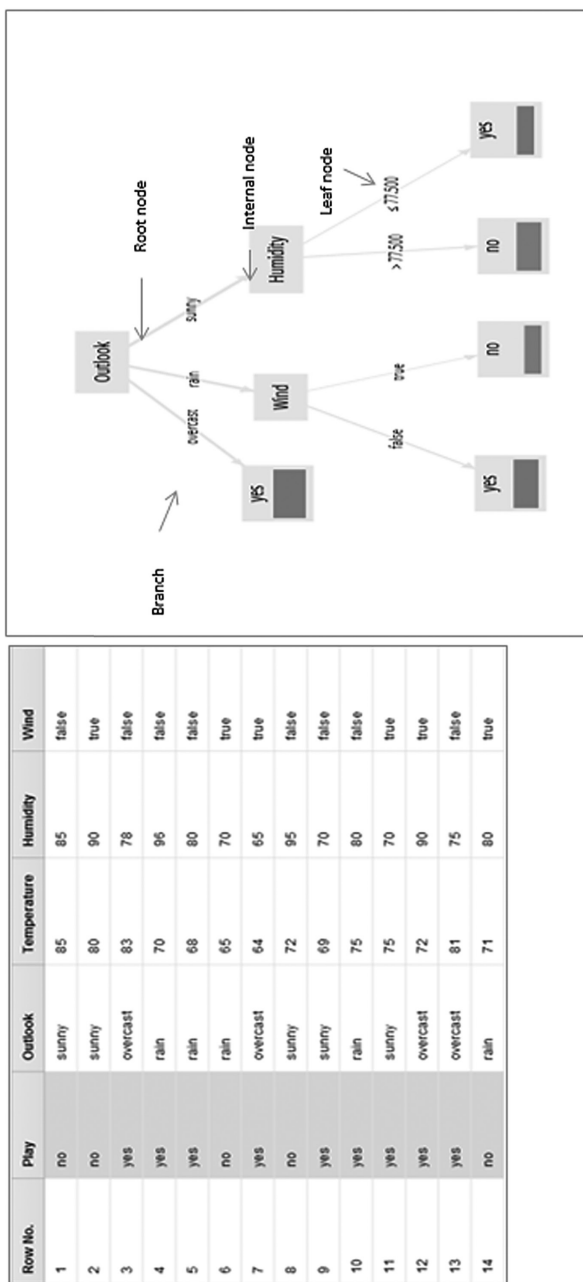 Row No. Play Outlook Temperature Humidity Wind
1 no sunny 85 85 false
2 no sunny 80 90 true
3 yes overcast 83 78 false
4 yes rain 70 96 false
5 yes rain 68 80 false
6 no rain 65 70 true
7 yes overcast 64 65 true
8 no sunny 72 95 false
9 yes sunny 69 70 false
10 yes rain 75 80 false
11 yes sunny 75 70 true
12 yes overcast 72 90 true
13 yes overcast 81 75 false
14 no rain 71 80 true
Root node
Outlook
Branch
overcast rain sunny
Internal node
yes Wind Humidity
Leaf node
false true > 77.500 ≤ 77.500
yes no no yes